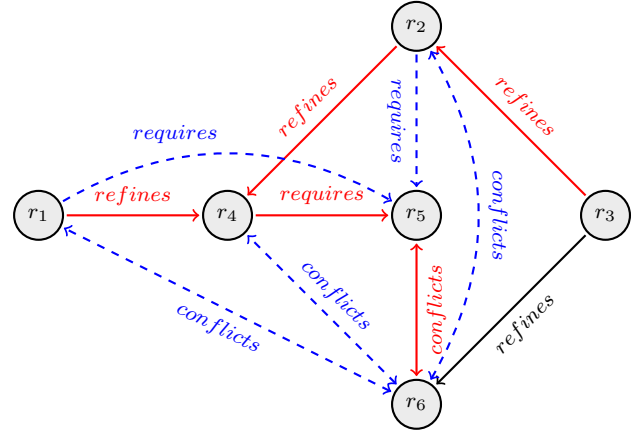 r2
refines
requires
refines
requires
conflicts
refines
requires
r1
r4
r5
r3
conflicts
conflicts
conflicts
refines
r6